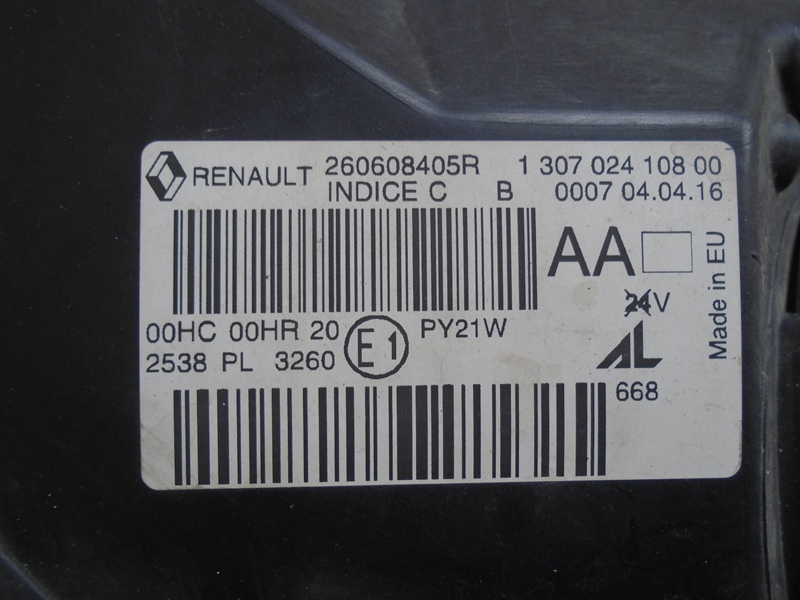 RENAULT 260608405R 1 307 024 108 00
INDICE C B 0007 04.04.16
AA
Made in EU
24V
00HC 00HR 20 E1 PY21W
2538 PL 3260
AL
668